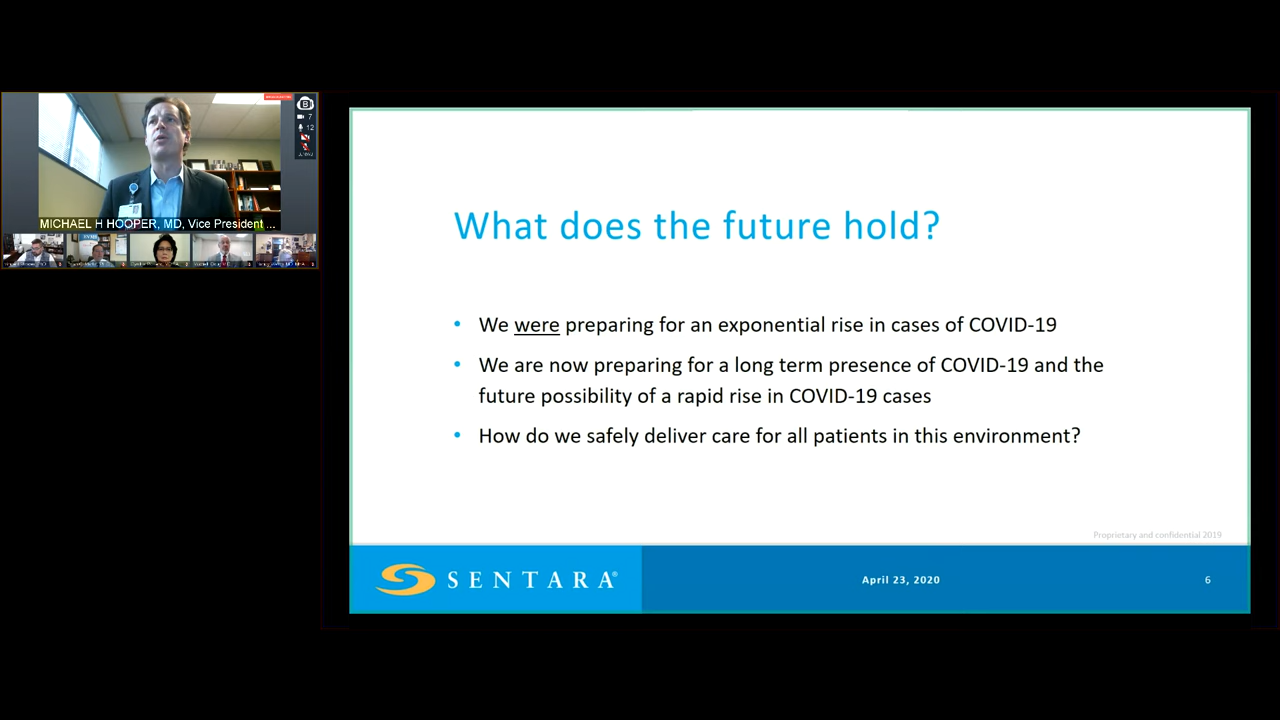 B
7
12
MICHAEL H HOOPER, MD, Vice President ...
What does the future hold?
• We were preparing for an exponential rise in cases of COVID-19
• We are now preparing for a long term presence of COVID-19 and the
future possibility of a rapid rise in COVID-19 cases
• How do we safely deliver care for all patients in this environment?
Proprietary and confidential 2019
SENTARA®
April 23, 2020
6